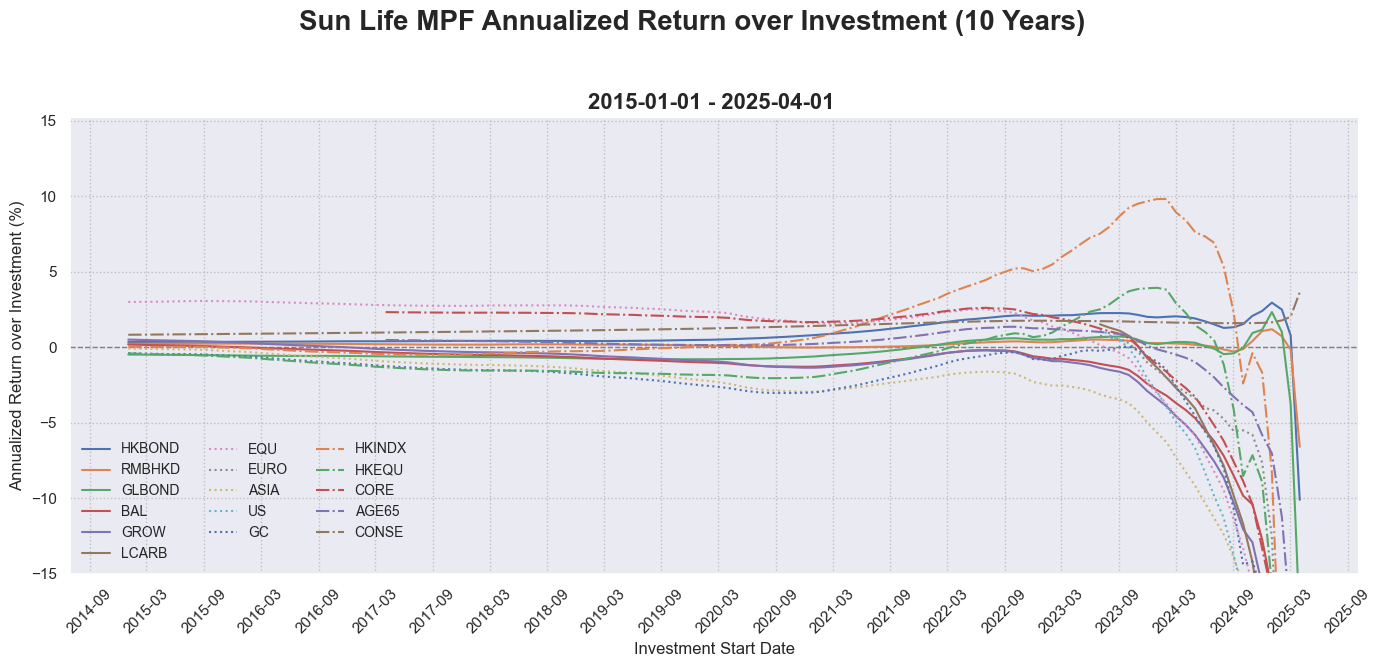 Sun Life MPF Annualized Return over Investment (10 Years)
2015-01-01 - 2025-04-01
Annualized Return over Investment (%)
15
10
5
0
−5
−10
−15
HKBOND
RMBHKD
GLBOND
BAL
GROW
LCARB
EQU
EURO
ASIA
US
GC
HKINDX
HKEQU
CORE
AGE65
CONSE
2014-09
2015-03
2015-09
2016-03
2016-09
2017-03
2017-09
2018-03
2018-09
2019-03
2019-09
2020-03
2020-09
2021-03
2021-09
2022-03
2022-09
2023-03
2023-09
2024-03
2024-09
2025-03
2025-09
Investment Start Date